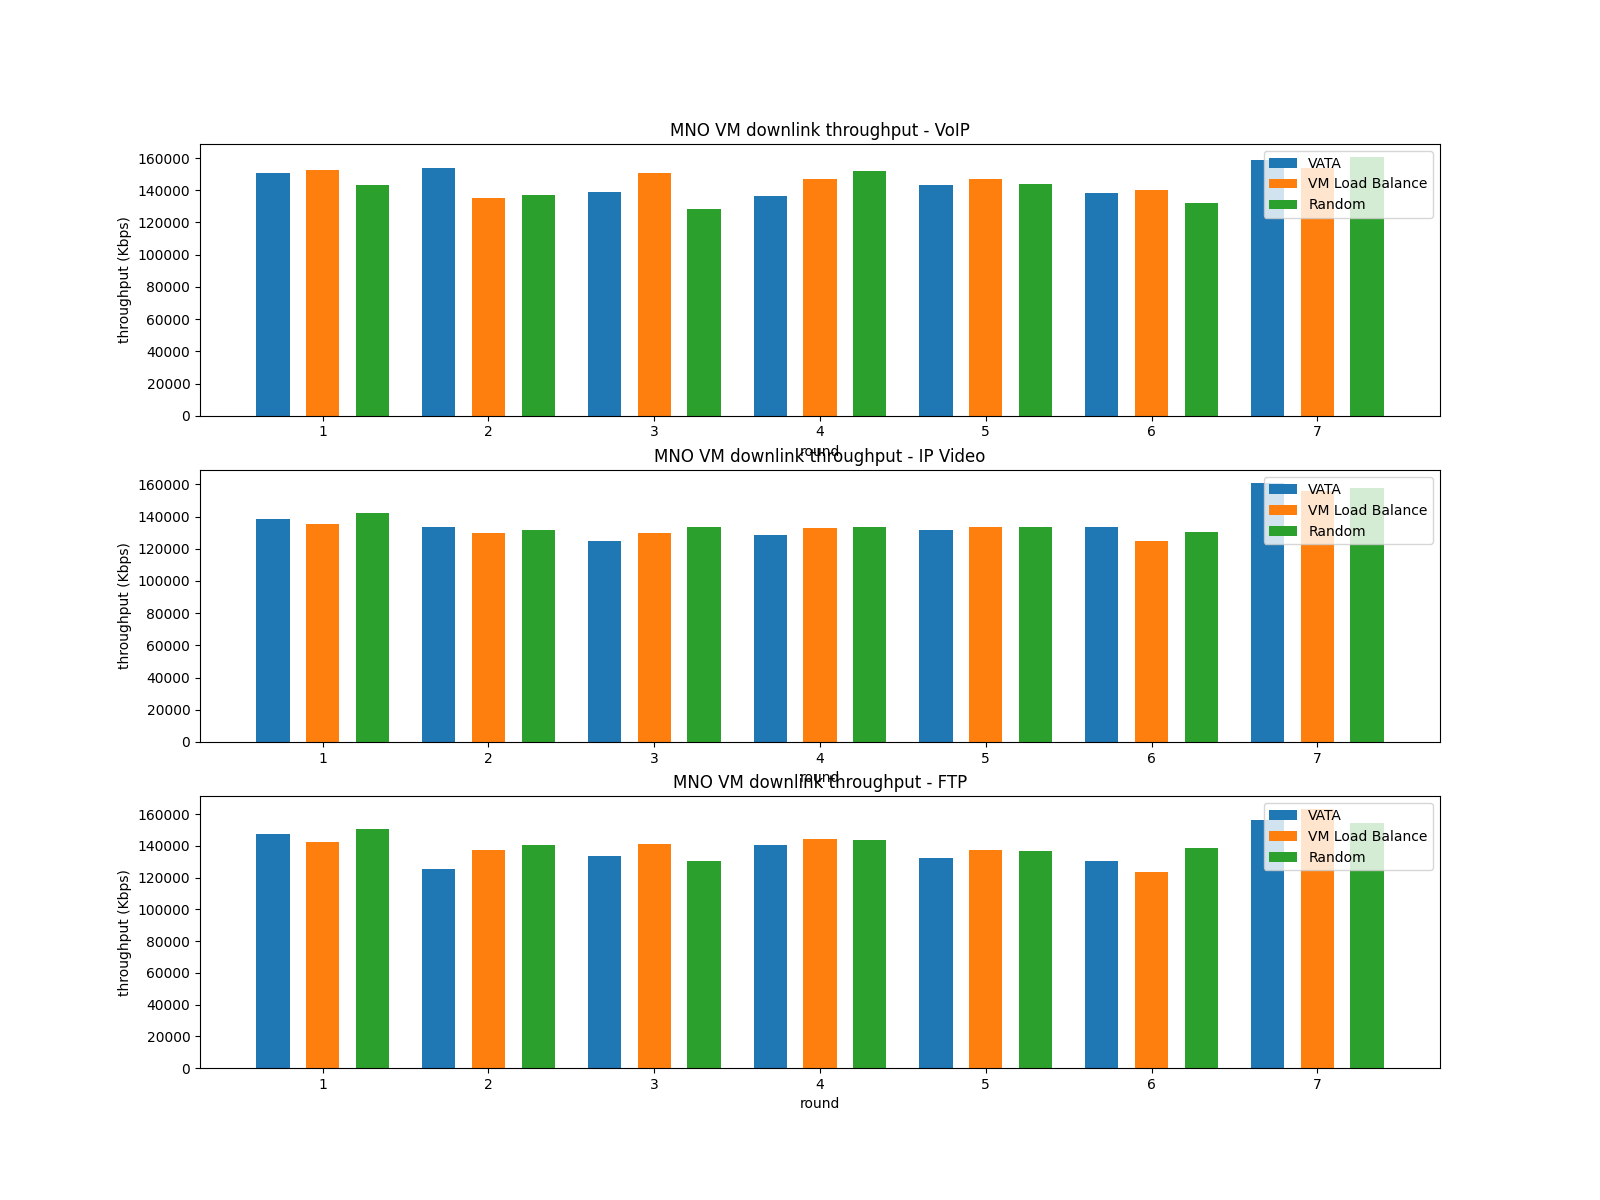 MNO VM downlink throughput - VoIP
throughput (Kbps)
160000
140000
120000
100000
80000
60000
40000
20000
0
VATA
VM Load Balance
Random
1 2 3 4 5 6 7
round
MNO VM downlink throughput - IP Video
throughput (Kbps)
160000
140000
120000
100000
80000
60000
40000
20000
0
VATA
VM Load Balance
Random
1 2 3 4 5 6 7
round
MNO VM downlink throughput - FTP
throughput (Kbps)
160000
140000
120000
100000
80000
60000
40000
20000
0
VATA
VM Load Balance
Random
1 2 3 4 5 6 7
round